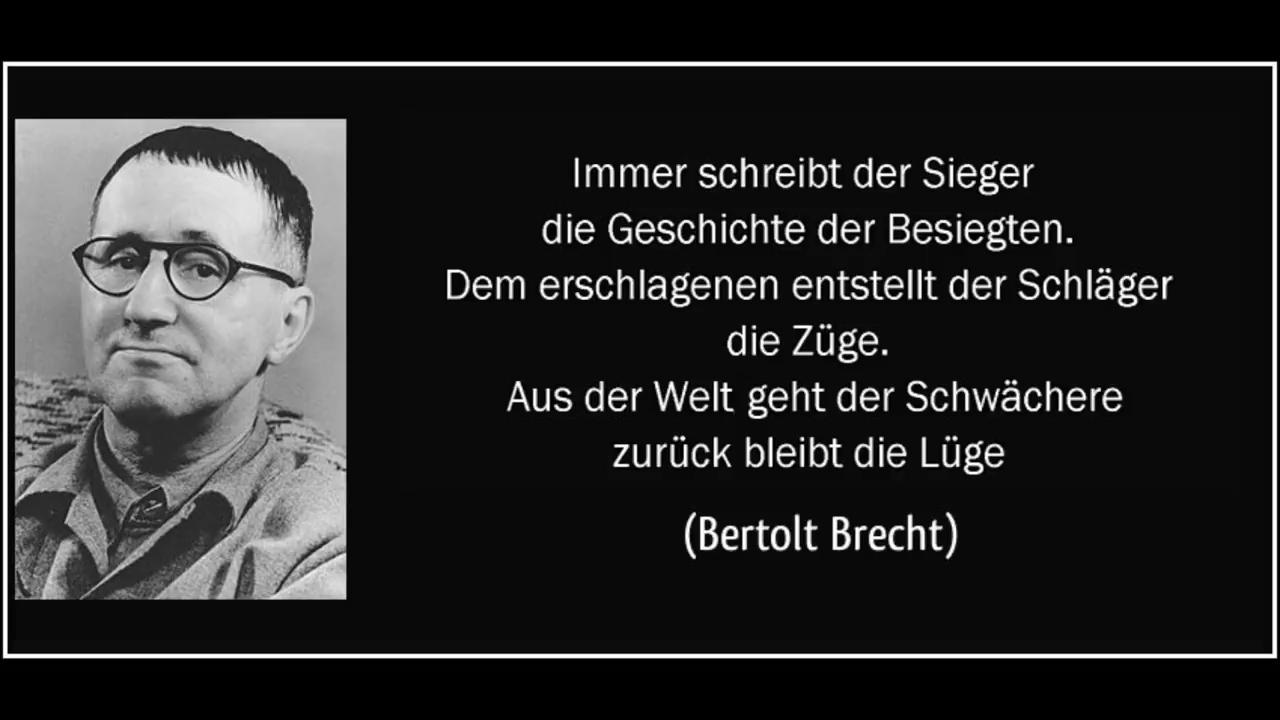 Immer schreibt der Sieger
die Geschichte der Besiegten.
Dem erschlagenen entstellt der Schläger
die Züge.
Aus der Welt geht der Schwächere
zurück bleibt die Lüge
(Bertolt Brecht)